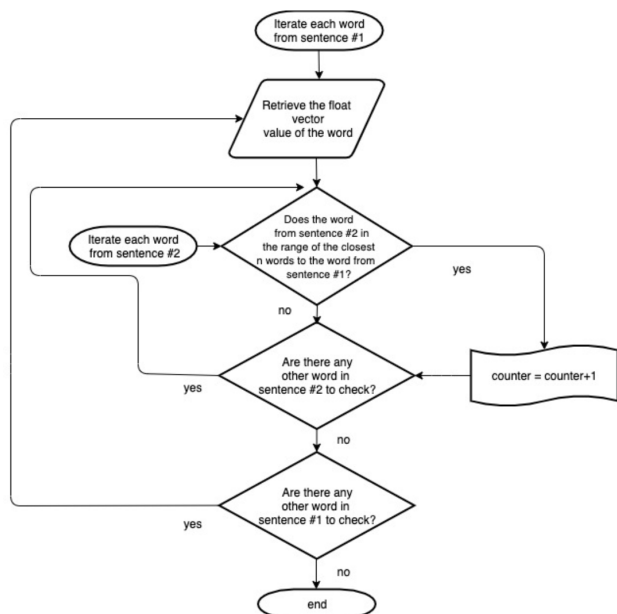 Iterate each word
from sentence #1
Retrieve the float
vector
value of the word
Does the word
from sentence #2 in
the range of the closest
n words to the word from
sentence #1?
Iterate each word
from sentence #2
yes
no
Are there any
other word in
sentence #2 to check?
yes
counter = counter+1
no
Are there any
other word in
sentence #1 to check?
yes
no
end